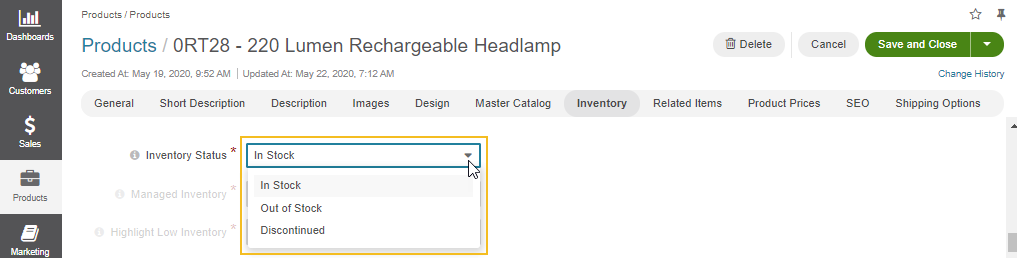 Dashboards
Customers
Sales
Products
Marketing
Products / Products
Products / 0RT28 - 220 Lumen Rechargeable Headlamp
Delete
Cancel
Save and Close
Created At: May 19, 2020, 9:52 AM | Updated At: May 22, 2020, 7:12 AM
Change History
General Short Description Description Images Design Master Catalog Inventory Related Items Product Prices SEO Shipping Options
Inventory Status * In Stock
In Stock
Managed Inventory *
Out of Stock
Discontinued
Highlight Low Inventory *